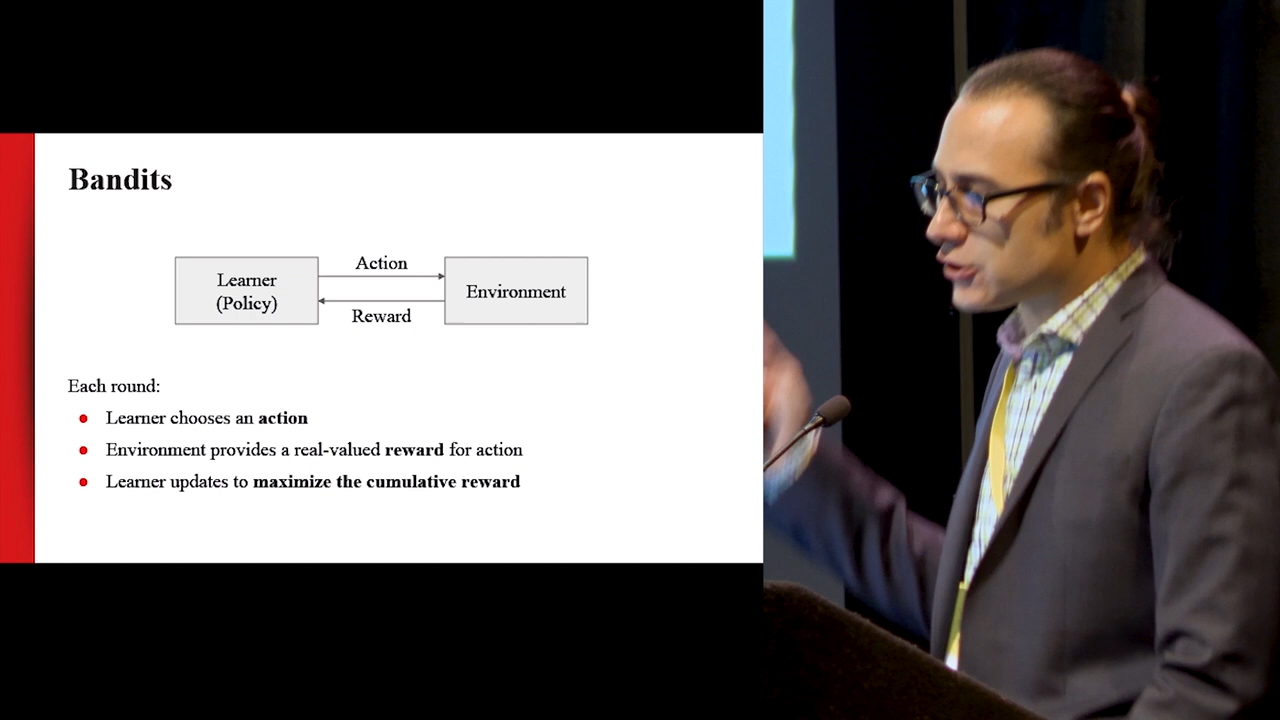 Bandits
Learner
(Policy)
Action
Reward
Environment
Each round:
Learner chooses an action
Environment provides a real-valued reward for action
Learner updates to maximize the cumulative reward